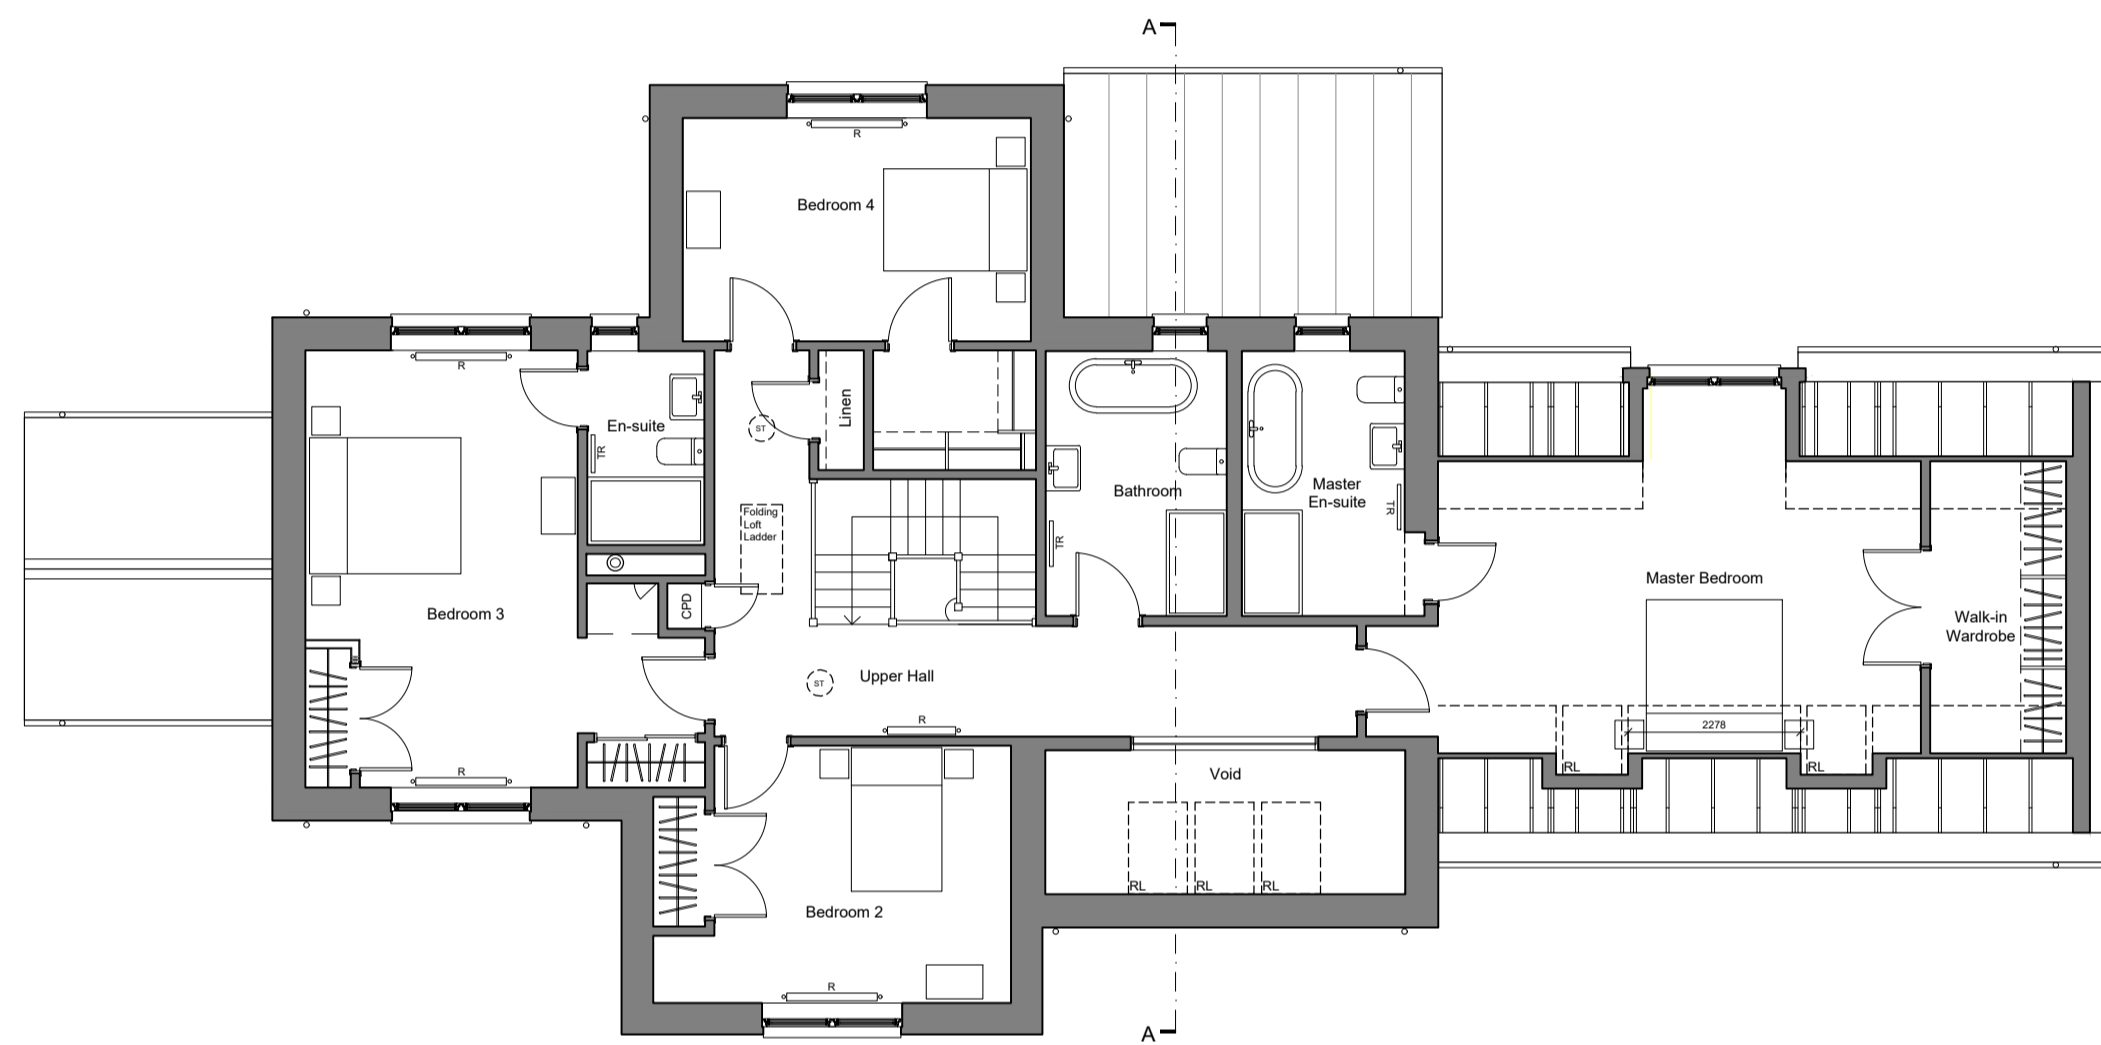 A
R
Bedroom 4
R
Linen
En-suite
ST
TR
Bathroom
Master
En-suite
TR
Folding
Loft
Ladder
TR
Master Bedroom
CPD
Bedroom 3
Walk-in
Wardrobe
Upper Hall
ST
R
2278
R
RL
RL
Void
RL
RL
RL
Bedroom 2
R
A